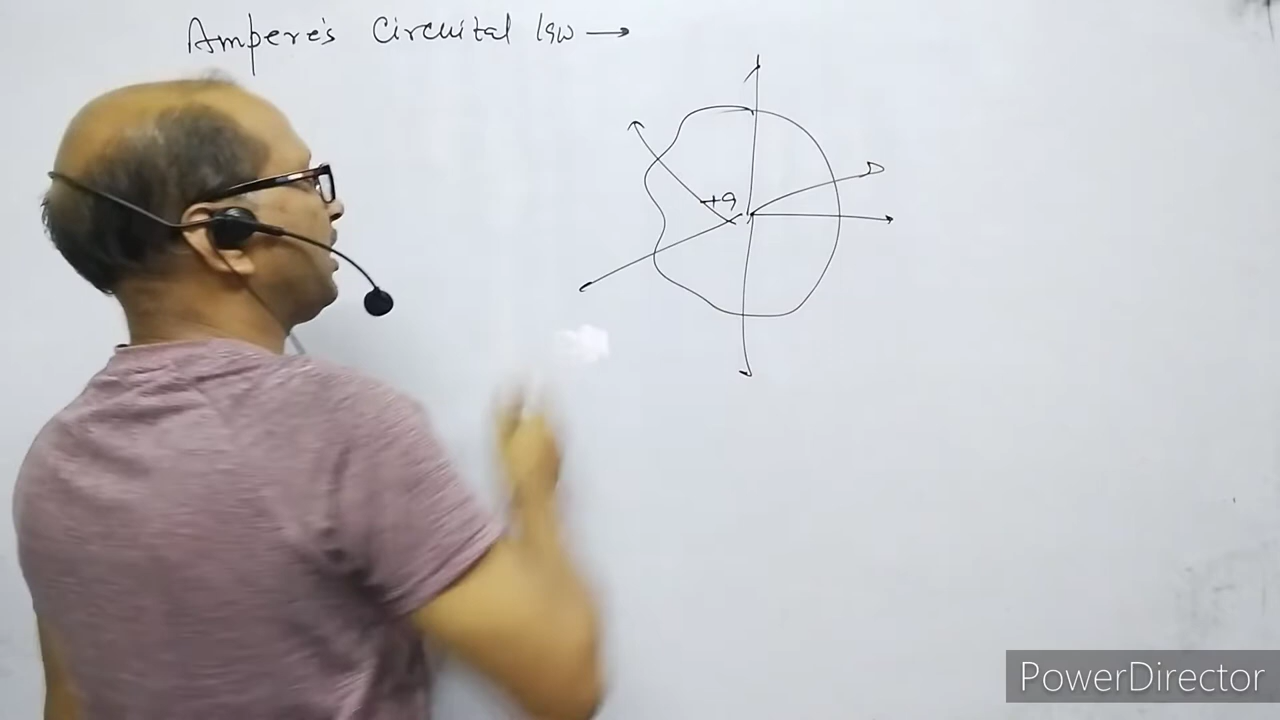 Ampere's Circuital law →
+q
PowerDirector